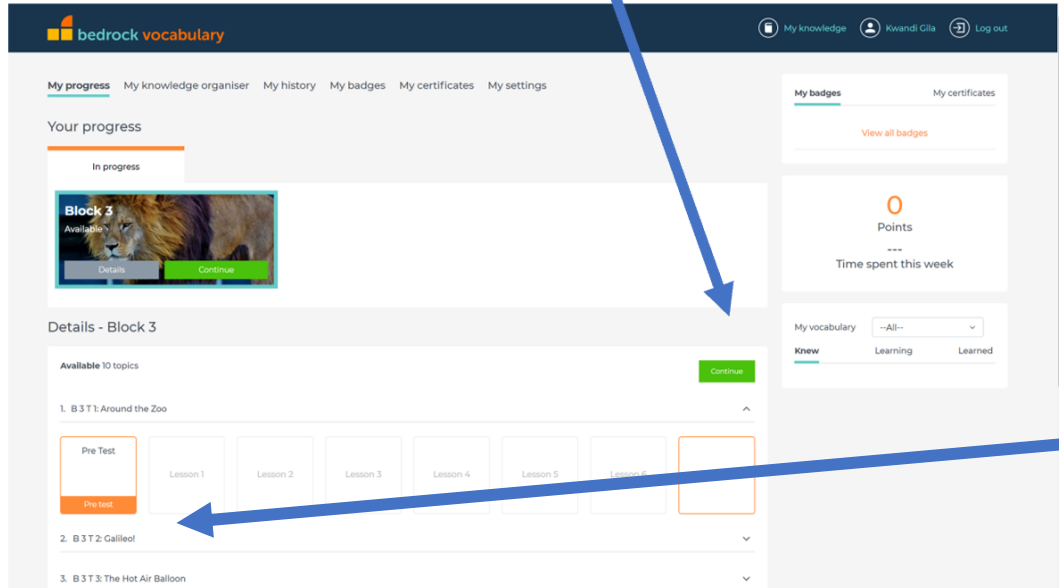 bedrock vocabulary
My knowledge Kwandi Gila Log out
My progress My knowledge organiser My history My badges My certificates My settings
Your progress
In progress
Block 3
Available
Details Continue
Details - Block 3
Available 10 topics
Continue
1. B 3 T 1: Around the Zoo
Pre Test
Lesson 1 Lesson 2 Lesson 3 Lesson 4 Lesson 5 Lesson 6
Pre test
2. B 3 T 2: Galileo!
3. B 3 T 3: The Hot Air Balloon
My badges My certificates
View all badges
0
Points
---
Time spent this week
My vocabulary --All--
Knew Learning Learned